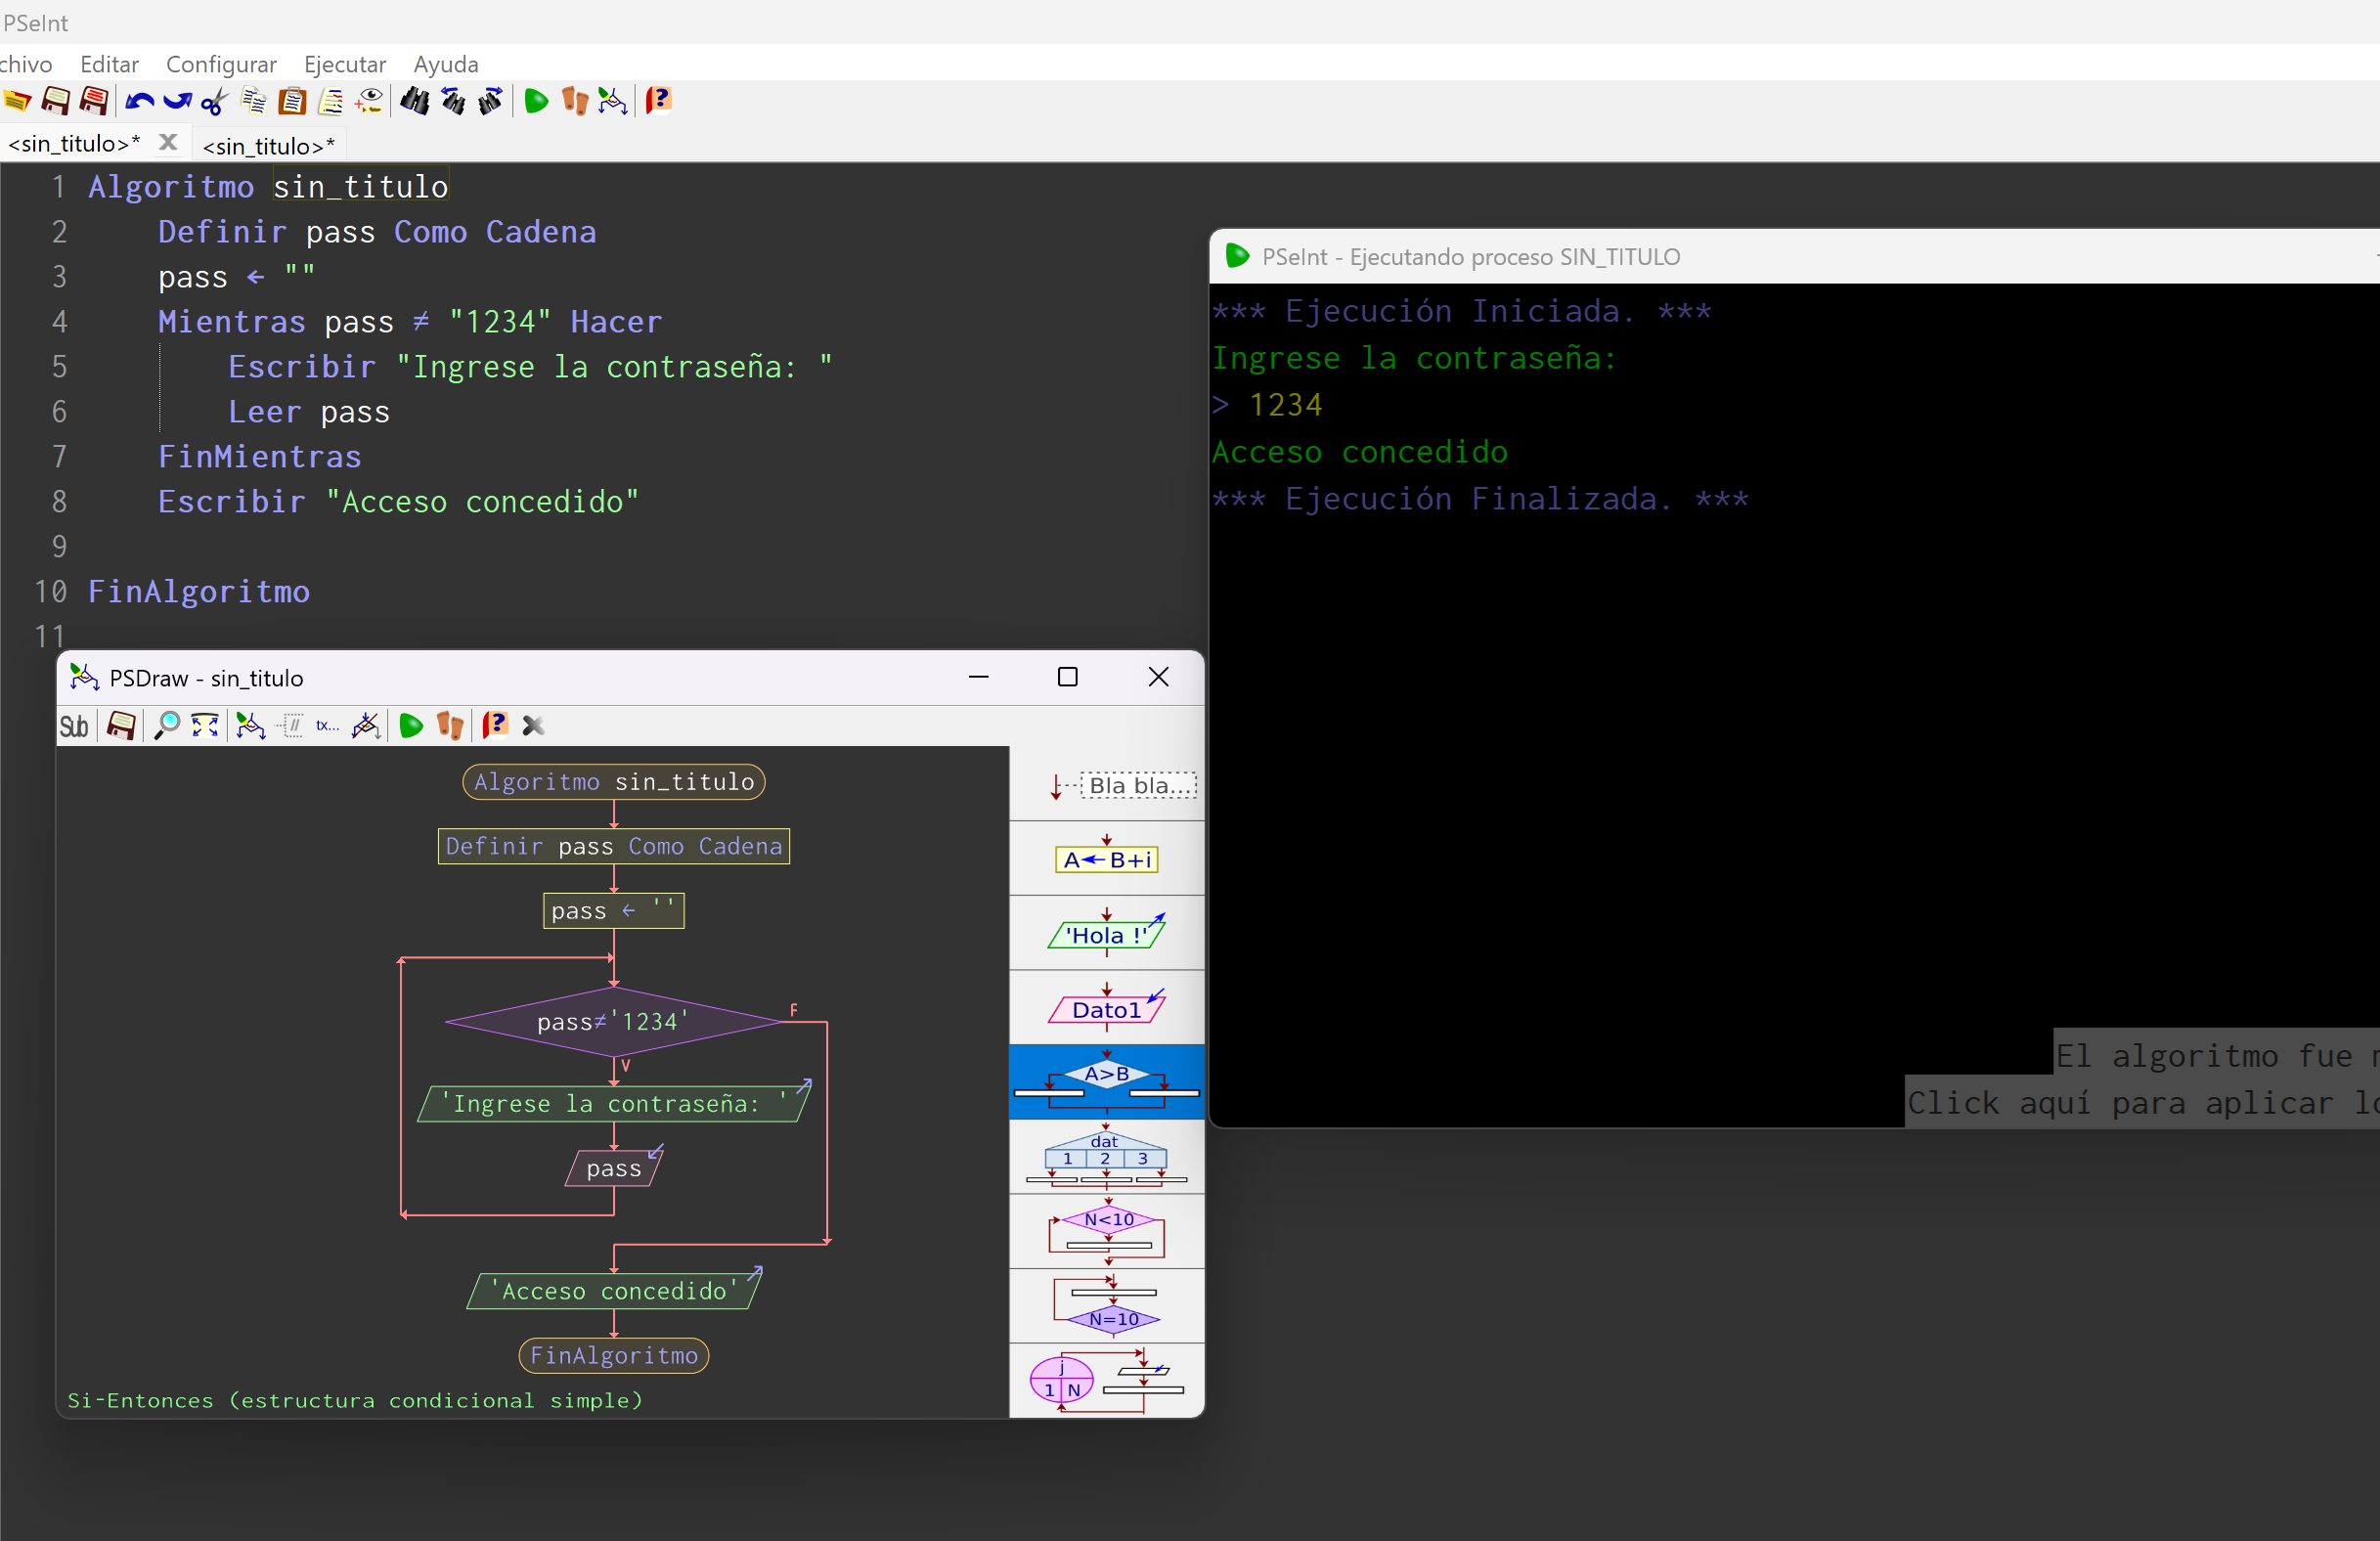 PSeInt
chivo Editar Configurar Ejecutar Ayuda
<sin_titulo>* <sin_titulo>*
1 Algoritmo sin_titulo
2 Definir pass Como Cadena
3 pass ← ""
4 Mientras pass ≠ "1234" Hacer
5 Escribir "Ingrese la contraseña: "
6 Leer pass
7 FinMientras
8 Escribir "Acceso concedido"
9
10 FinAlgoritmo
11
PSeInt - Ejecutando proceso SIN_TITULO
*** Ejecución Iniciada. ***
Ingrese la contraseña:
> 1234
Acceso concedido
*** Ejecución Finalizada. ***
El algoritmo fue
Click aquí para aplicar
PSDraw - sin_titulo
Sub tx...
Algoritmo sin_titulo
Definir pass Como Cadena
pass ← ''
pass≠'1234'
F
V
'Ingrese la contraseña: '
pass
'Acceso concedido'
FinAlgoritmo
Si-Entonces (estructura condicional simple)
Bla bla...
A←B+i
'Hola !'
Dato1
A>B
dat
1 2 3
N<10
N=10
j
1 N